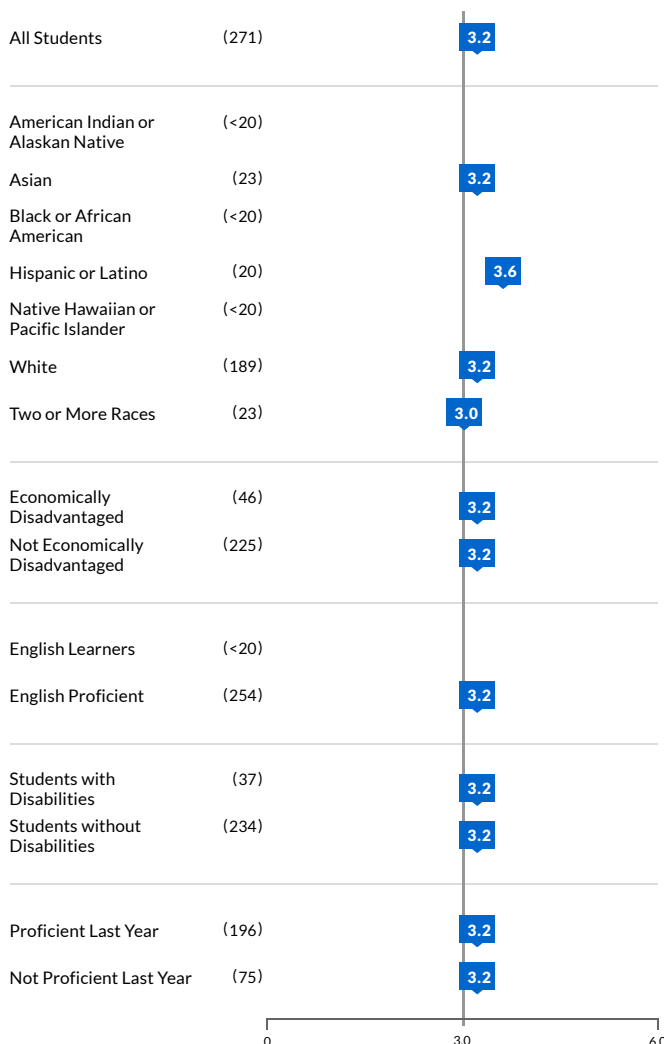 All Students (271) 3.2
American Indian or (<20)
Alaskan Native
Asian (23) 3.2
Black or African (<20)
American
Hispanic or Latino (20) 3.6
Native Hawaiian or (<20)
Pacific Islander
White (189) 3.2
Two or More Races (23) 3.0
Economically (46) 3.2
Disadvantaged
Not Economically (225) 3.2
Disadvantaged
English Learners (<20)
English Proficient (254) 3.2
Students with (37) 3.2
Disabilities
Students without (234) 3.2
Disabilities
Proficient Last Year (196) 3.2
Not Proficient Last Year (75) 3.2
0 3.0 6.0